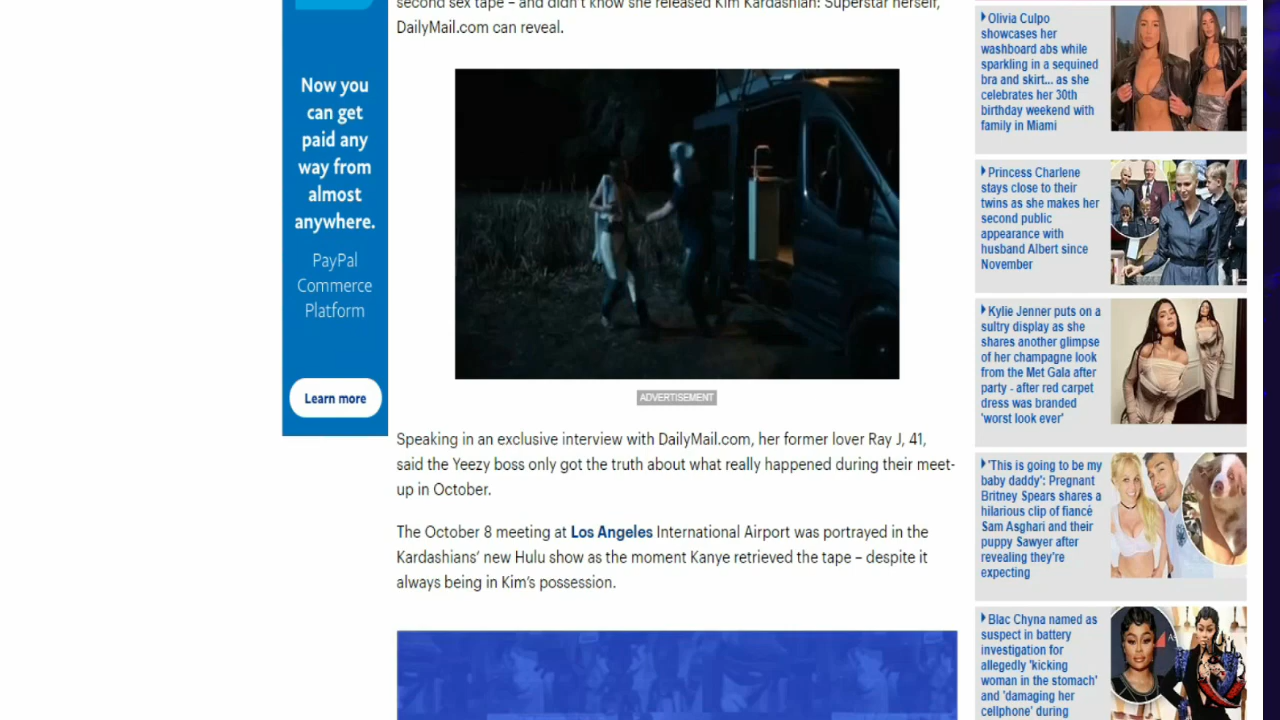 second sex tape – and didn't know she released Kim Kardashian: Superstar herself,
DailyMail.com can reveal.
Now you
can get
paid any
way from
almost
anywhere.
PayPal
Commerce
Platform
Learn more
ADVERTISEMENT
Speaking in an exclusive interview with DailyMail.com, her former lover Ray J, 41,
said the Yeezy boss only got the truth about what really happened during their meet-
up in October.
The October 8 meeting at Los Angeles International Airport was portrayed in the
Kardashians' new Hulu show as the moment Kanye retrieved the tape – despite it
always being in Kim's possession.
Olivia Culpo
showcases her
washboard abs while
sparkling in a sequined
bra and skirt... as she
celebrates her 30th
birthday weekend with
family in Miami
Princess Charlene
stays close to their
twins as she makes her
second public
appearance with
husband Albert since
November
Kylie Jenner puts on a
sultry display as she
shares another glimpse
of her champagne look
from the Met Gala after
party - after red carpet
dress was branded
'worst look ever'
'This is going to be my
baby daddy': Pregnant
Britney Spears shares a
hilarious clip of fiancé
Sam Asghari and their
puppy Sawyer after
revealing they're
expecting
Blac Chyna named as
suspect in battery
investigation for
allegedly 'kicking
woman in the stomach'
and 'damaging her
cellphone' during